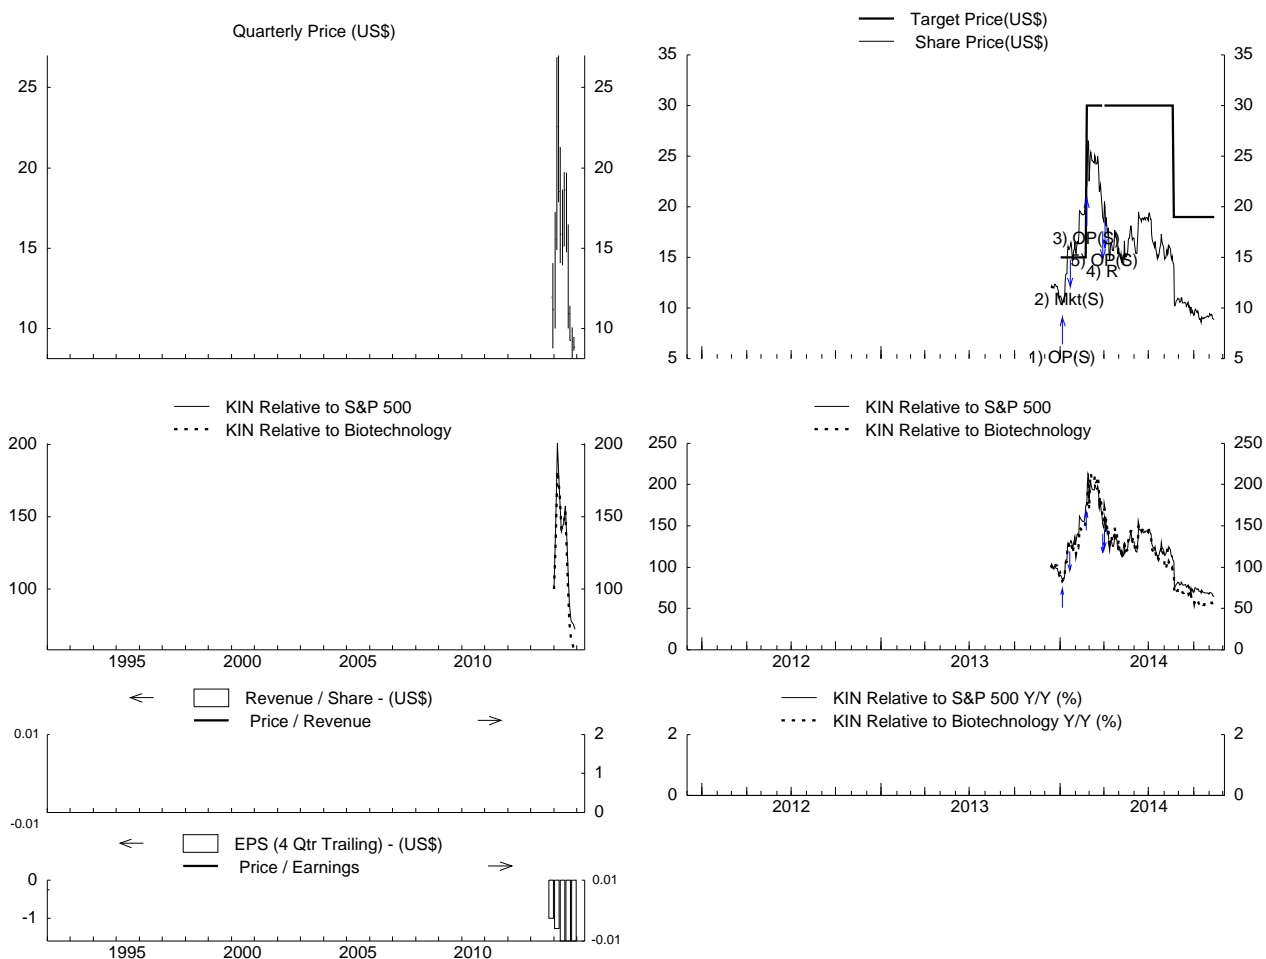 Quarterly Price (US$)
25 25
20 20
15 15
10 10
Target Price(US$)
Share Price(US$)
35 35
30 30
25 25
20 20
15 15
10 10
5 5
3) OP(S)
5) OP(S)
4) R
2) Mkt(S)
1) OP(S)
KIN Relative to S&P 500
KIN Relative to Biotechnology
200 200
150 150
100 100
1995 2000 2005 2010
KIN Relative to S&P 500
KIN Relative to Biotechnology
250 250
200 200
150 150
100 100
50 50
0 0
2012 2013 2014
Revenue / Share - (US$)
Price / Revenue
0.01 2
1
0
-0.01
KIN Relative to S&P 500 Y/Y (%)
KIN Relative to Biotechnology Y/Y (%)
2 2
0 0
2012 2013 2014
EPS (4 Qtr Trailing) - (US$)
Price / Earnings
0 0.01
-1
-0.01
1995 2000 2005 2010